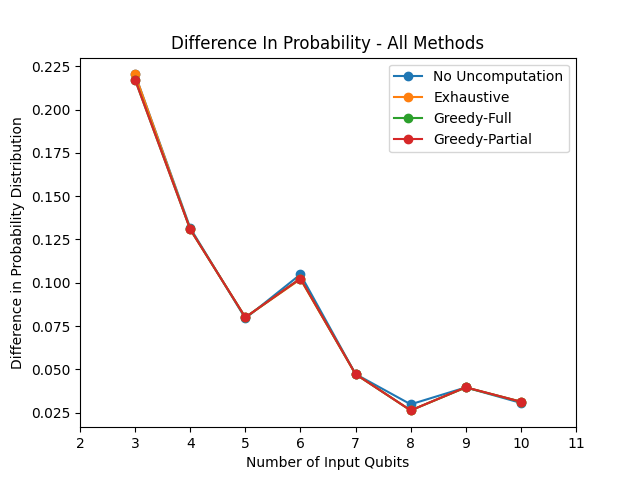 Difference In Probability - All Methods
Difference in Probability Distribution
0.225
0.200
0.175
0.150
0.125
0.100
0.075
0.050
0.025
No Uncomputation
Exhaustive
Greedy-Full
Greedy-Partial
2 3 4 5 6 7 8 9 10 11
Number of Input Qubits